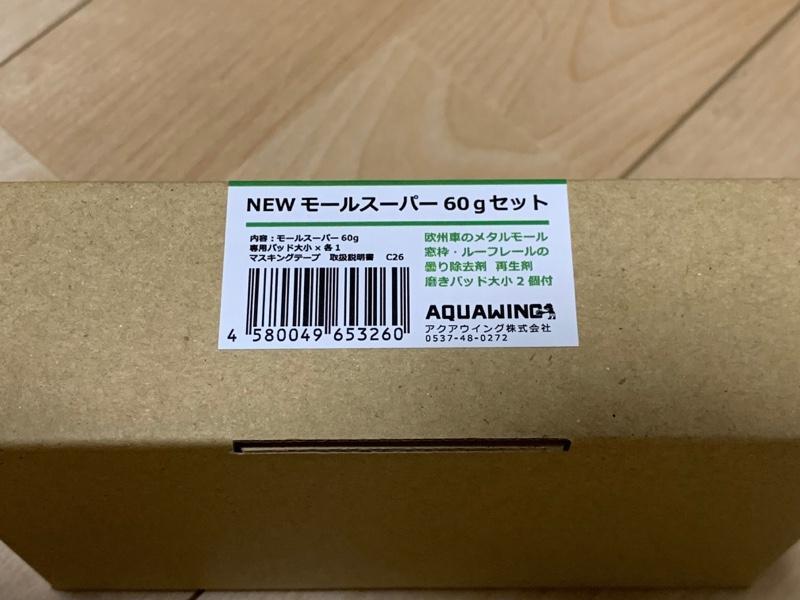 NEW モールスーパー 60gセット
内容:モールスーパー60g
専用パッド大小×各1
マスキングテープ 取扱説明書 C26
4 580049 653260
欧州車のメタルモール
窓枠・ルーフレールの
曇り除去剤 再生剤
磨きパッド大小2個付
AQUAWING
アクアウイング株式会社
0537-48-0272